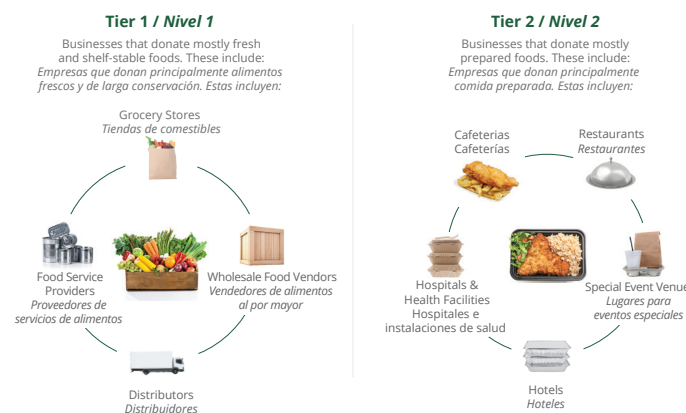 Tier 1 / Nivel 1
Businesses that donate mostly fresh
and shelf-stable foods. These include:
Empresas que donan principalmente alimentos
frescos y de larga conservación. Estas incluyen:
Grocery Stores
Tiendas de comestibles
Food Service
Providers
Proveedores de
servicios de alimentos
Wholesale Food Vendors
Vendedores de alimentos
al por mayor
Distributors
Distribuidores
Tier 2 / Nivel 2
Businesses that donate mostly
prepared foods. These include:
Empresas que donan principalmente
comida preparada. Estas incluyen:
Cafeterias
Cafeterías
Restaurants
Restaurantes
Hospitals &
Health Facilities
Hospitales e
instalaciones de salud
Special Event Venue
Lugares para
eventos especiales
Hotels
Hoteles